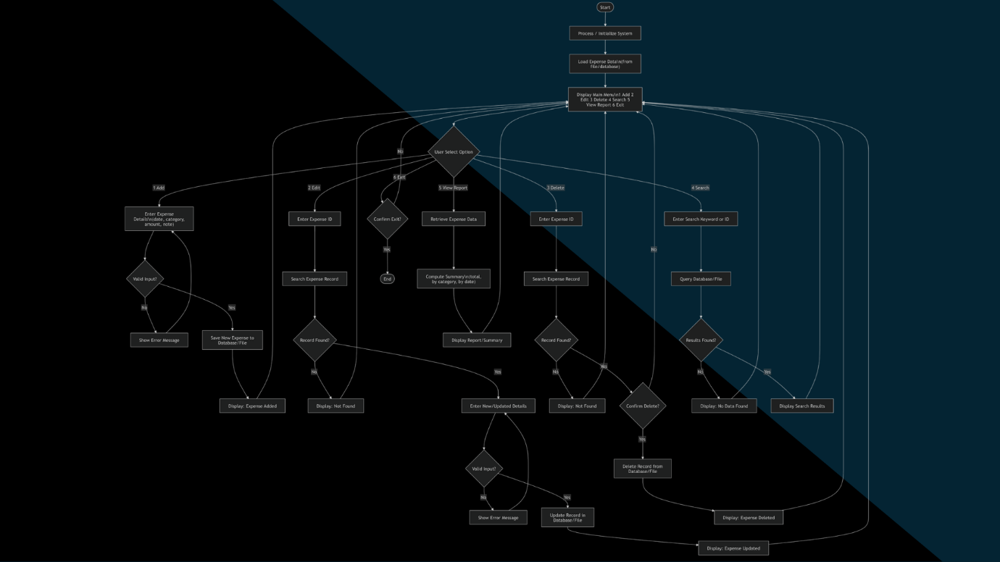 Start
Process / Initialize System
Load Expense Data\n(from
file/database)
Display Main Menu\n1 Add 2
Edit 3 Delete 4 Search 5
View Report 6 Exit
User Select Option
No
6 Exit
1 Add
2 Edit
5 View Report
3 Delete
4 Search
Enter Expense
Details\n(date, category,
amount, note)
Enter Expense ID
Confirm Exit?
Retrieve Expense Data
Enter Expense ID
Enter Search Keyword or ID
Yes
No
Valid Input?
Search Expense Record
End
Compute Summary\n(total,
by category, by date)
Search Expense Record
Query Database/File
No
Yes
Show Error Message
Save New Expense to
Database/File
Record Found?
Display Report/Summary
Record Found?
Results Found?
No
Yes
No
Yes
No
Yes
Display: Expense Added
Display: Not Found
Enter New/Updated Details
Display: Not Found
Confirm Delete?
Display: No Data Found
Display Search Results
Yes
Valid Input?
Delete Record from
Database/File
No
Yes
Show Error Message
Update Record in
Database/File
Display: Expense Deleted
Display: Expense Updated